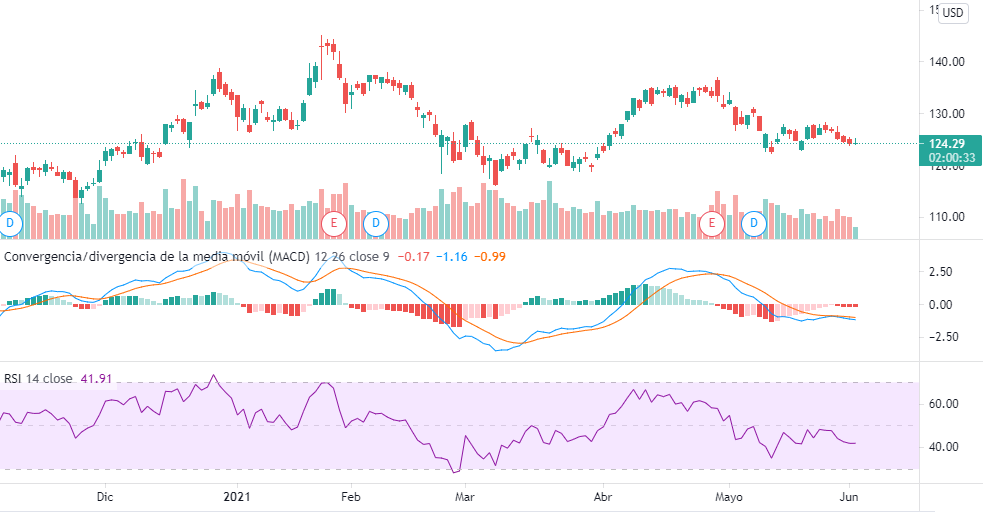 USD
140.00
130.00
124.29
02:00:33
120.00
110.00
D E D E D
Convergencia/divergencia de la media móvil (MACD) 12 26 close 9 −0.17 −1.16 −0.99
2.50
0.00
−2.50
RSI 14 close 41.91
60.00
40.00
Dic 2021 Feb Mar Abr Mayo Jun